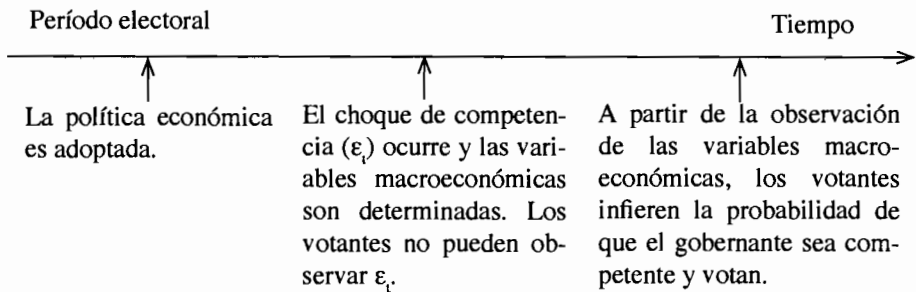 Período electoral
Tiempo
La política económica
es adoptada.
El choque de competen-
cia (εₜ) ocurre y las vari-
ables macroeconómicas
son determinadas. Los
votantes no pueden ob-
servar εₜ.
A partir de la observación
de las variables macro-
económicas, los votantes
infieren la probabilidad de
que el gobernante sea com-
petente y votan.